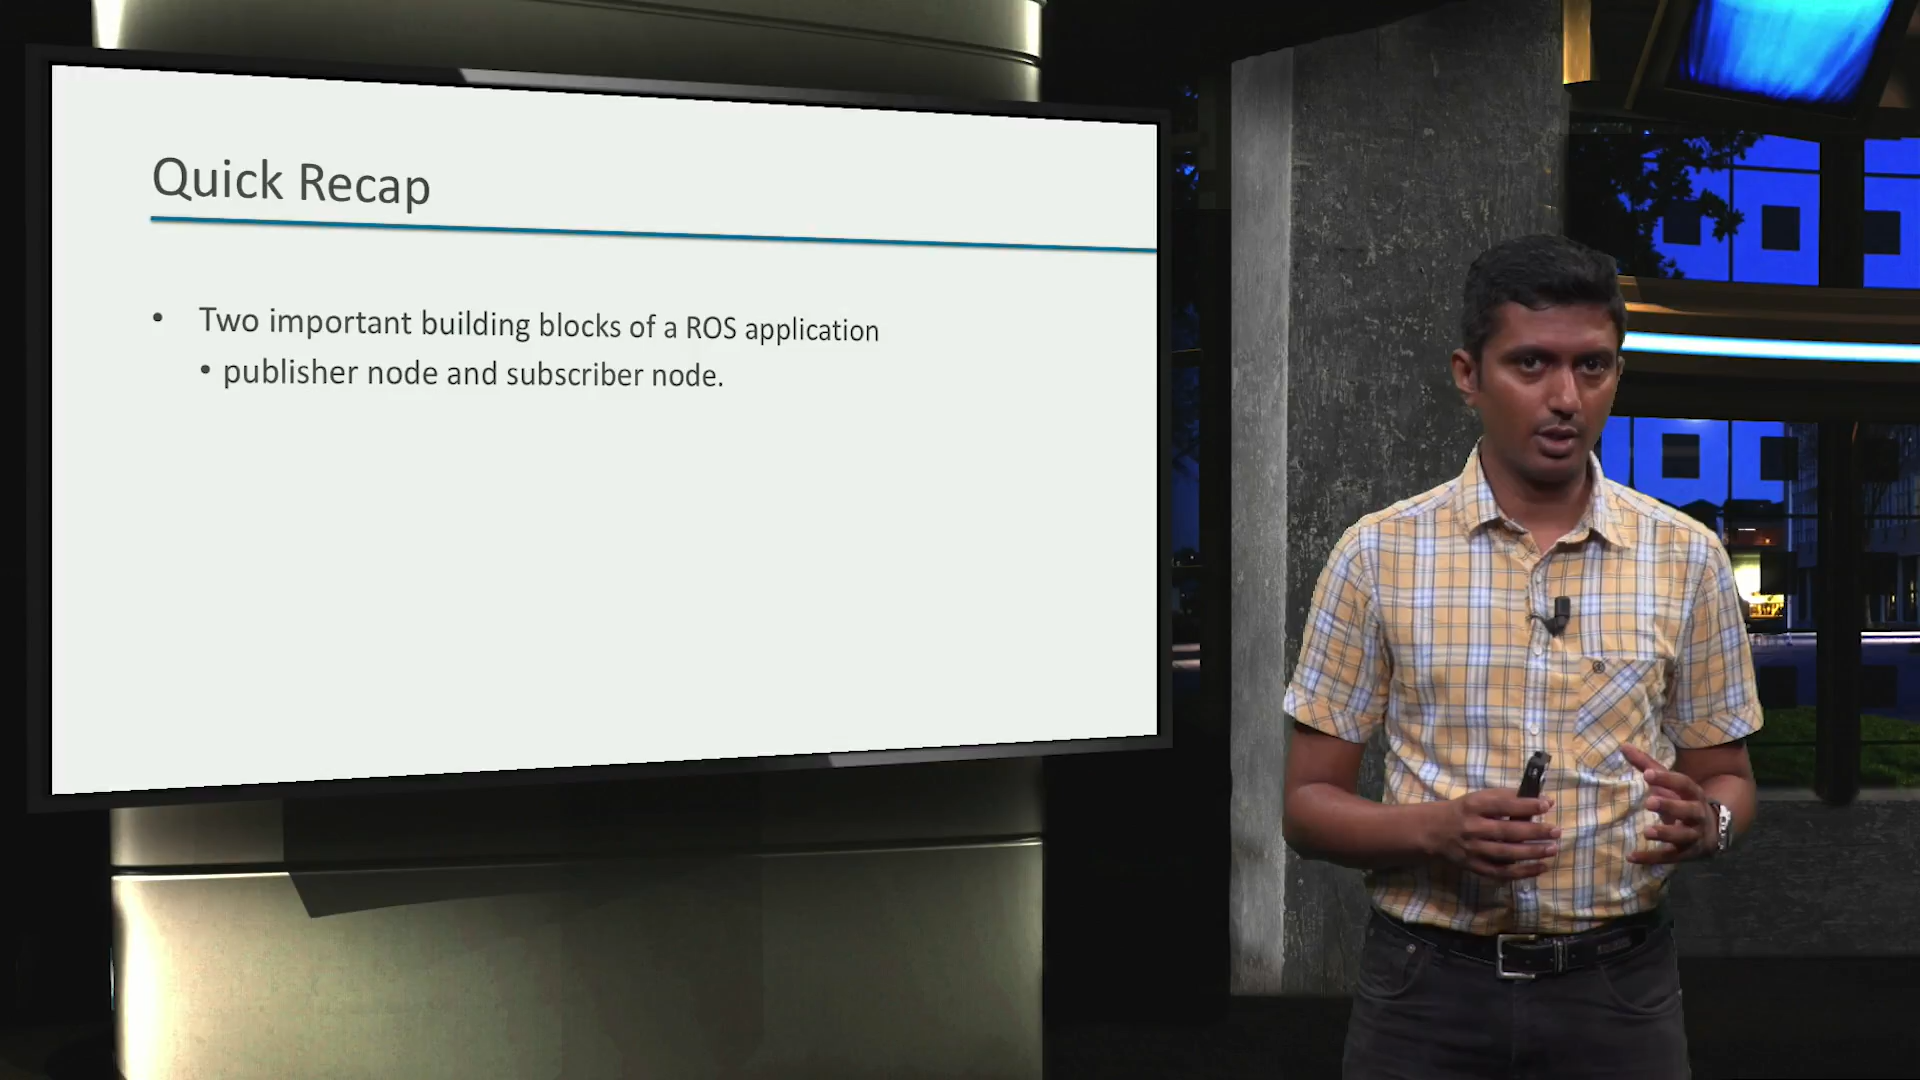 Quick Recap
• Two important building blocks of a ROS application
• publisher node and subscriber node.